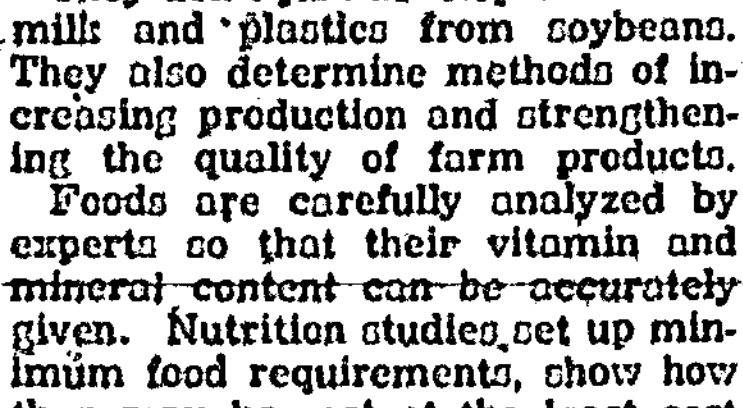 milk and plastics from soybeans.
They also determine methods of in-
creasing production and strengthen-
ing the quality of farm products.
Foods are carefully analyzed by
experts so that their vitamin and
mineral content can be accurately
given. Nutrition studies set up min-
imum food requirements, show how